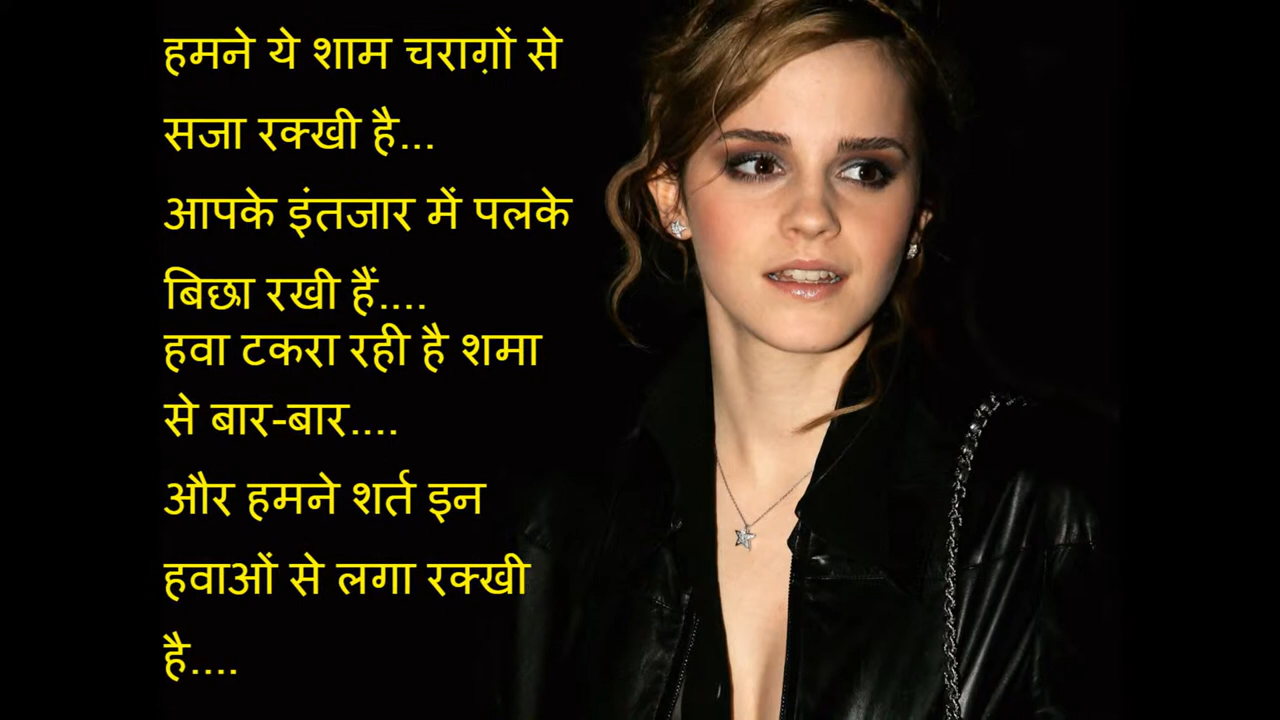 हमने ये शाम चराग़ों से
सजा रक्खी है...
आपके इंतजार में पलके
बिछा रखी हैं....
हवा टकरा रही है शमा
से बार-बार....
और हमने शर्त इन
हवाओं से लगा रक्खी
है....